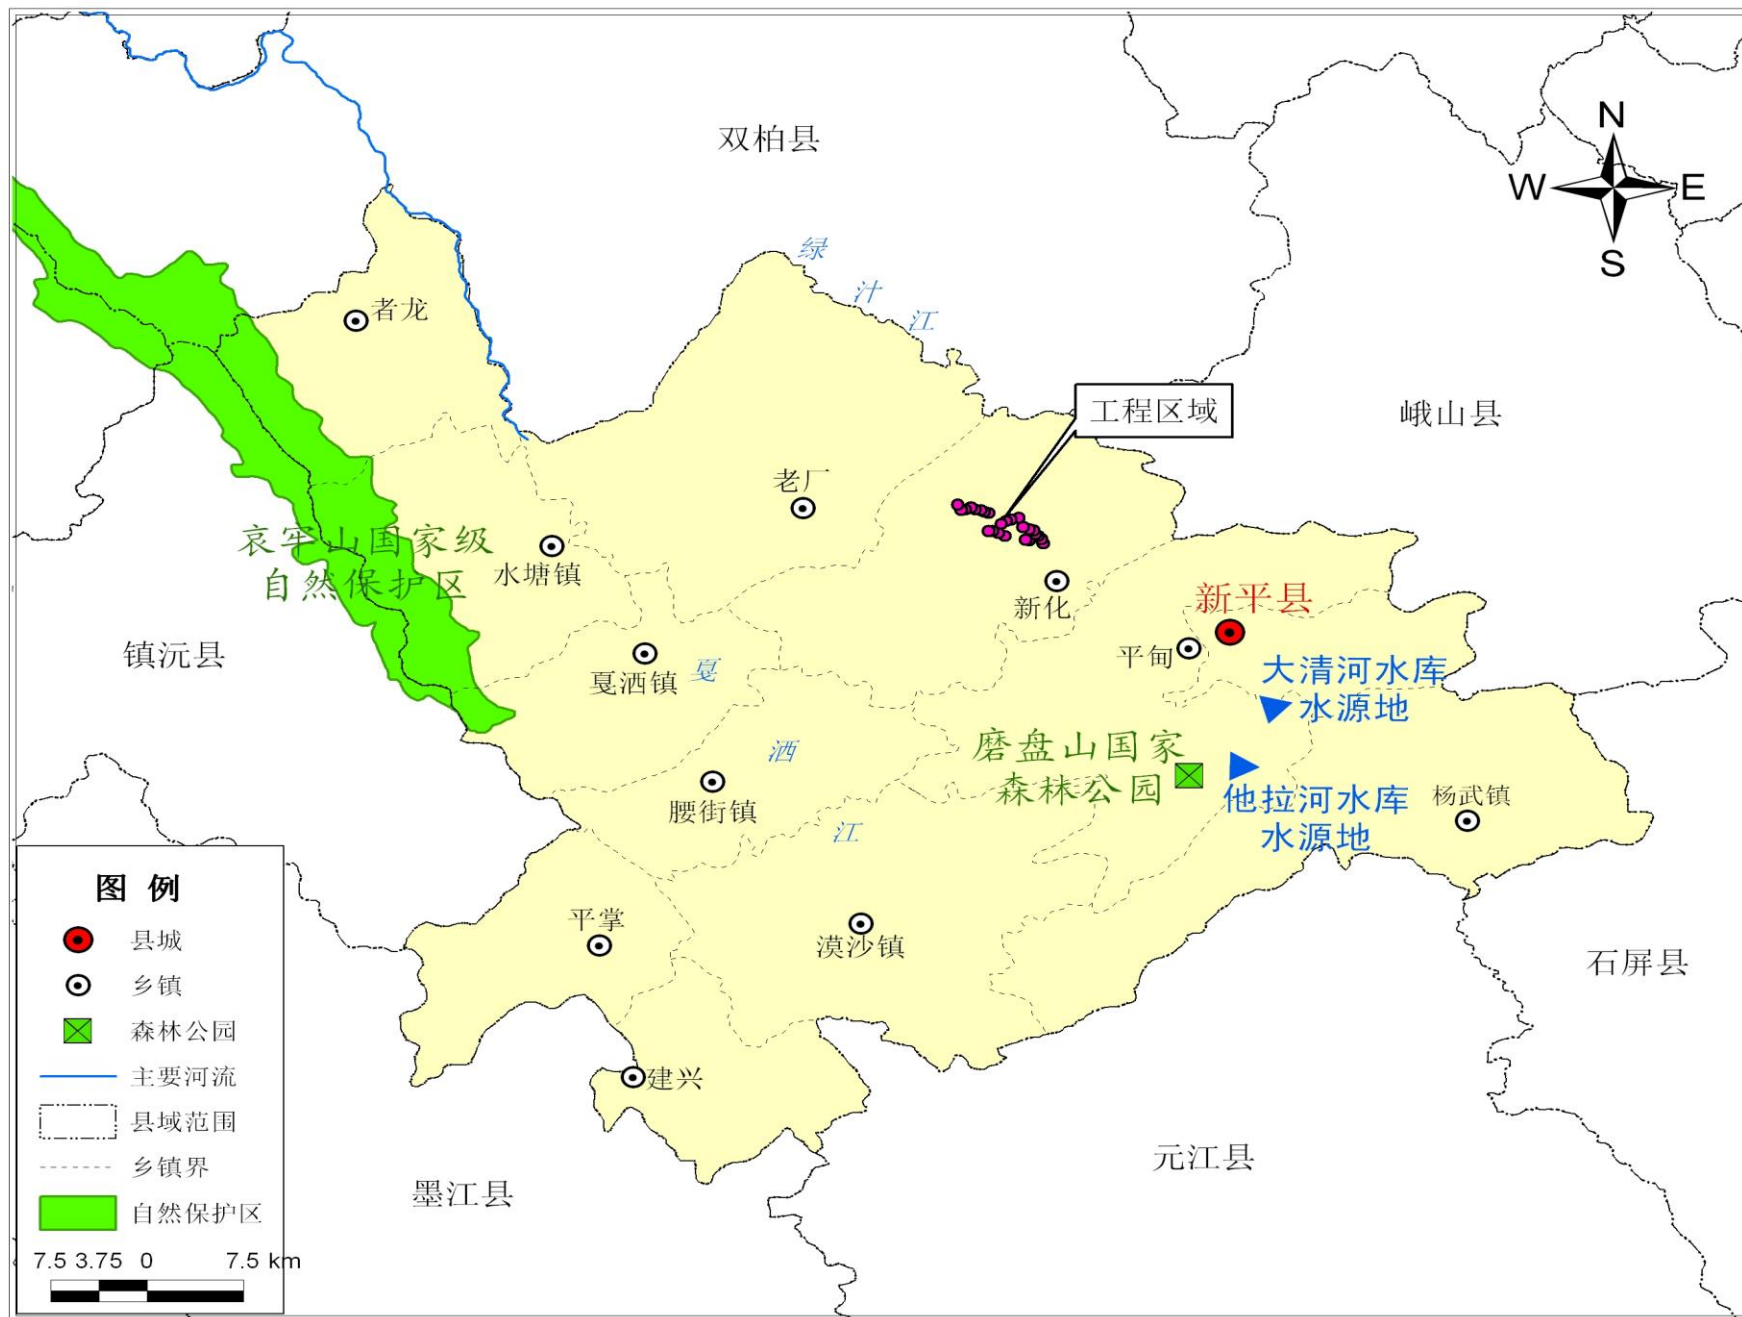 双柏县
N
W
E
S
绿
汁
江
者龙
工程区域
峨山县
老厂
哀牢山国家级
自然保护区
水塘镇
新化
新平县
平甸
镇沅县
戛洒镇
戛
大清河水库
水源地
洒
磨盘山国家
森林公园
腰街镇
江
他拉河水库
水源地
杨武镇
平掌
漠沙镇
石屏县
建兴
元江县
墨江县
图 例
县城
乡镇
森林公园
主要河流
县域范围
乡镇界
自然保护区
7.5 3.75 0 7.5 km